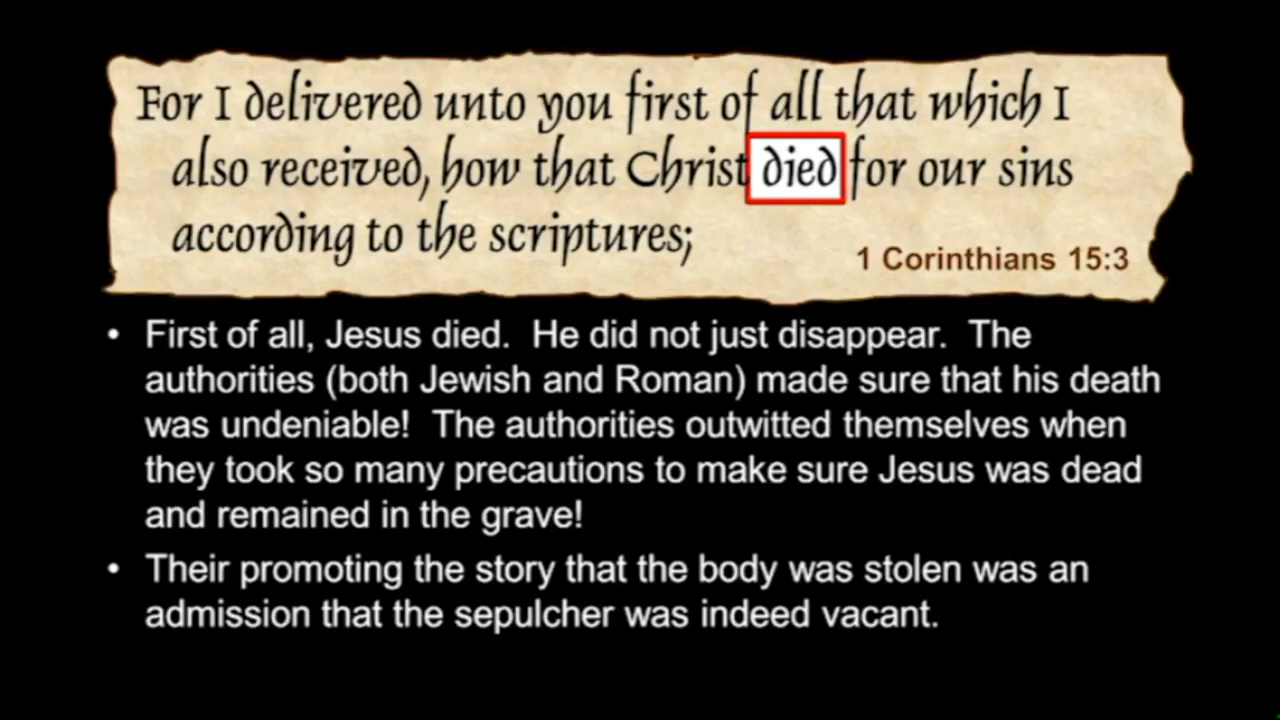 For I delivered unto you first of all that which I
also received, how that Christ died for our sins
according to the scriptures;
1 Corinthians 15:3
• First of all, Jesus died.  He did not just disappear.  The
authorities (both Jewish and Roman) made sure that his death
was undeniable!  The authorities outwitted themselves when
they took so many precautions to make sure Jesus was dead
and remained in the grave!
• Their promoting the story that the body was stolen was an
admission that the sepulcher was indeed vacant.